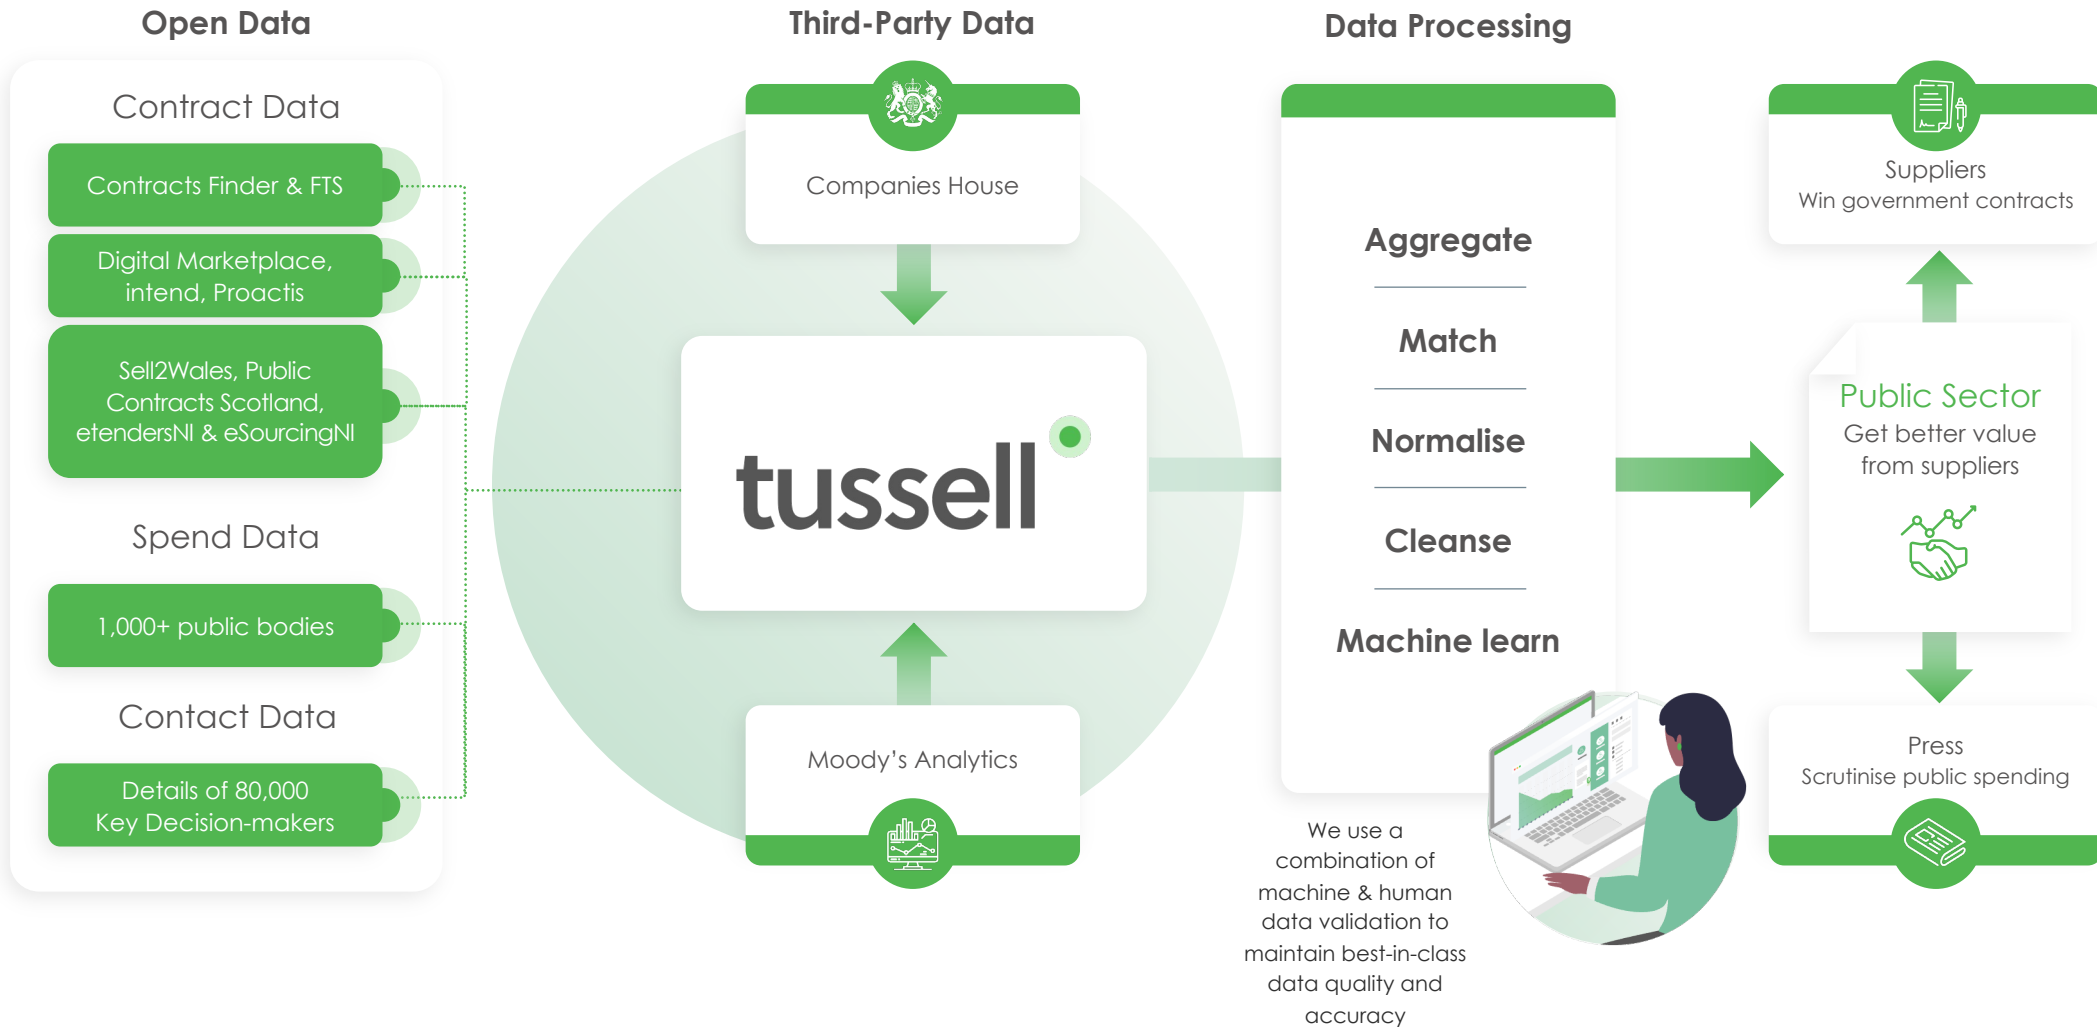 Open Data
Contract Data
Contracts Finder & FTS
Digital Marketplace,
intend, Proactis
Sell2Wales, Public
Contracts Scotland,
etendersNI & eSourcingNI
Spend Data
1,000+ public bodies
Contact Data
Details of 80,000
Key Decision-makers
Third-Party Data
Companies House
tussell
Moody’s Analytics
Data Processing
Aggregate
Match
Normalise
Cleanse
Machine learn
We use a
combination of
machine & human
data validation to
maintain best-in-class
data quality and
accuracy
Suppliers
Win government contracts
Public Sector
Get better value
from suppliers
Press
Scrutinise public spending